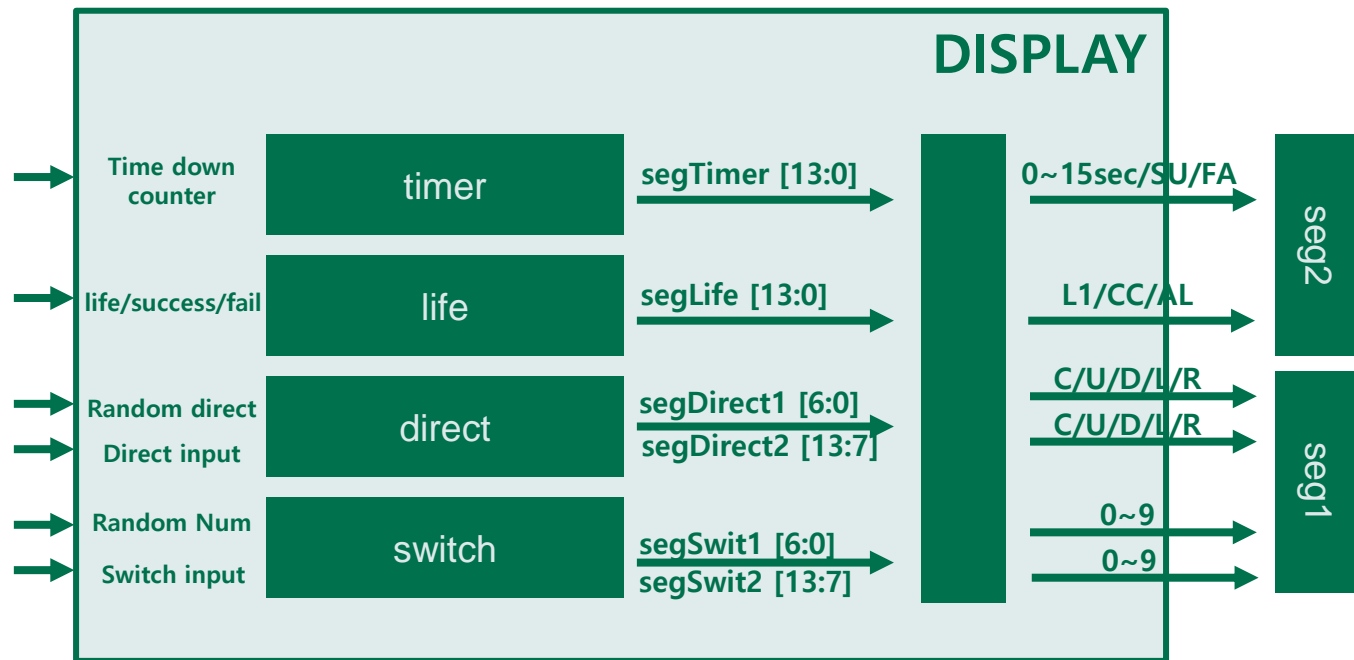 DISPLAY
Time down
counter
timer
segTimer [13:0]
0~15sec/SU/FA
seg2
life/success/fail
life
segLife [13:0]
L1/CC/AL
Random direct
Direct input
direct
segDirect1 [6:0]
segDirect2 [13:7]
C/U/D/L/R
C/U/D/L/R
seg1
Random Num
Switch input
switch
segSwit1 [6:0]
segSwit2 [13:7]
0~9
0~9